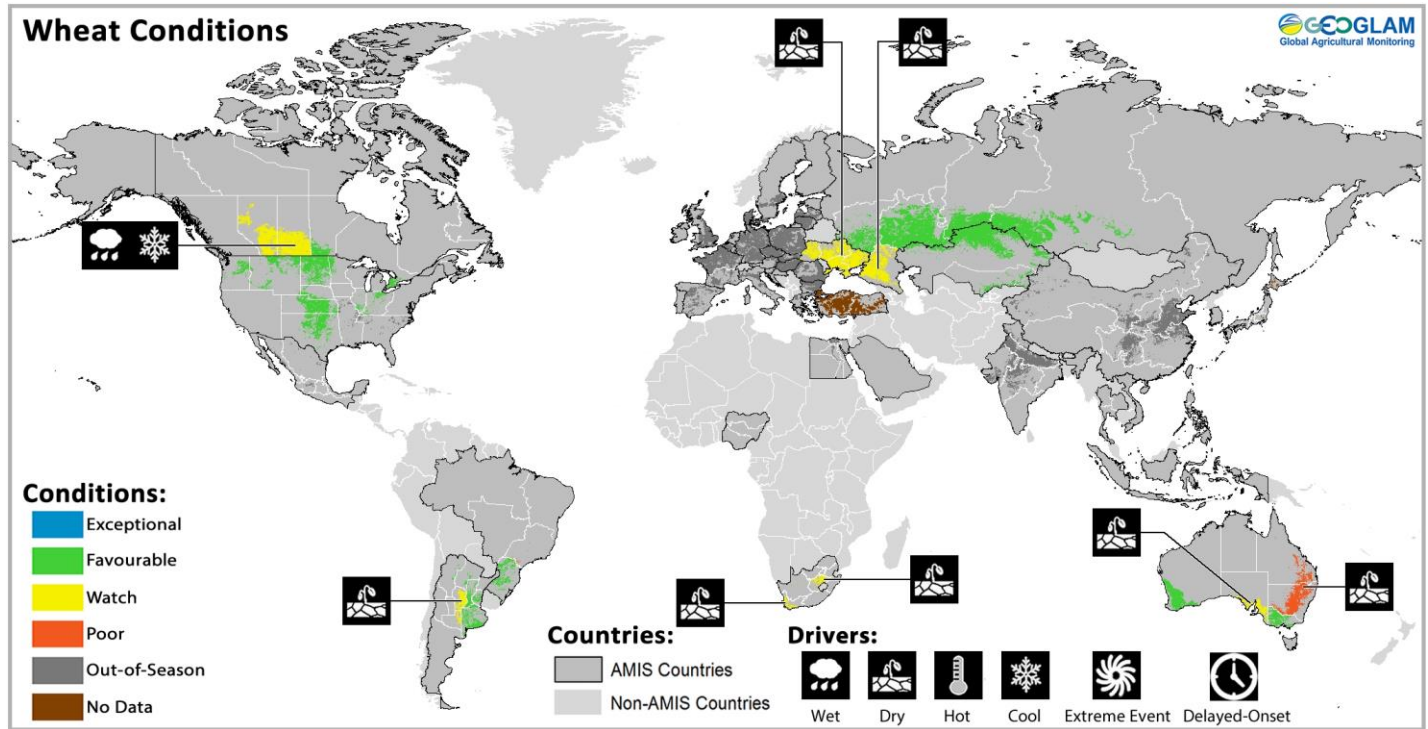 Wheat Conditions
GEOGLAM
Global Agricultural Monitoring
Conditions:
Exceptional
Favourable
Watch
Poor
Out-of-Season
No Data
Countries:
AMIS Countries
Non-AMIS Countries
Drivers:
Wet Dry Hot Cool Extreme Event Delayed-Onset